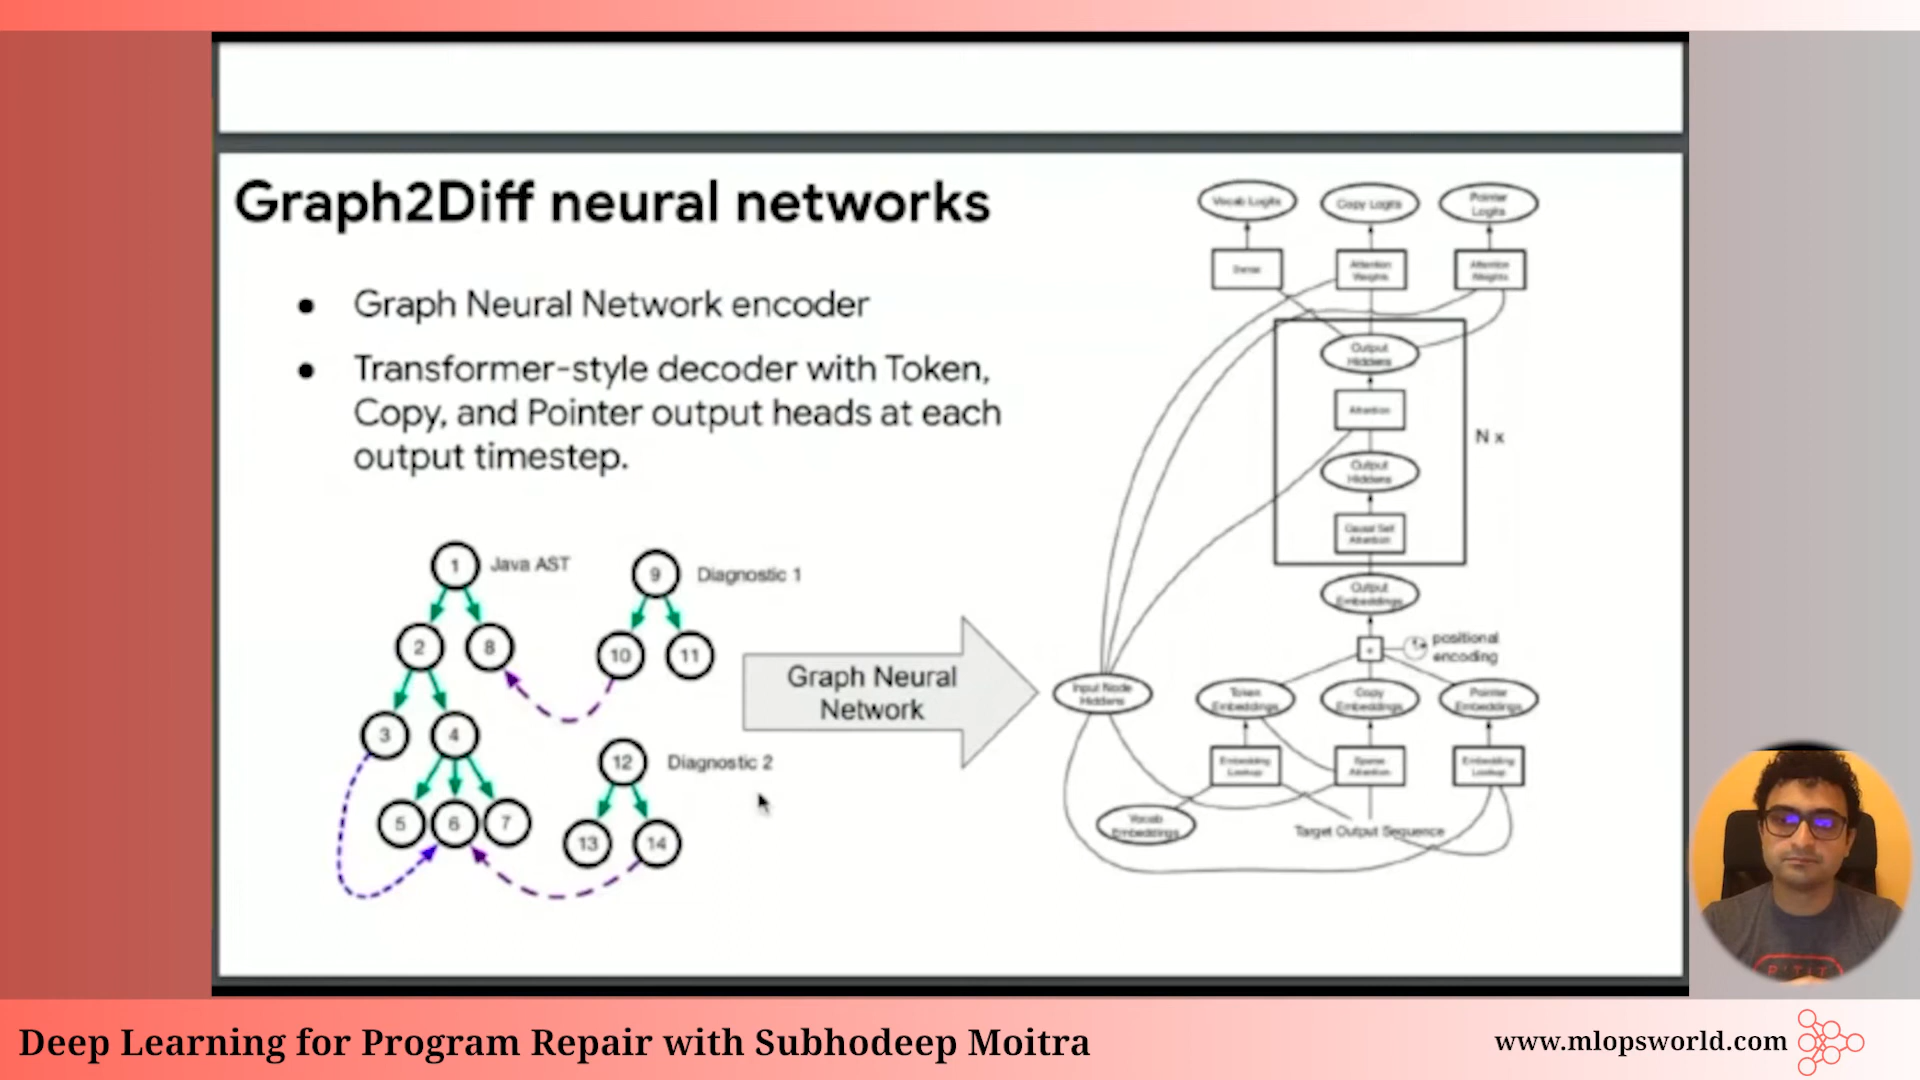 Graph2Diff neural networks
● Graph Neural Network encoder
● Transformer-style decoder with Token,
Copy, and Pointer output heads at each
output timestep.
1 Java AST
9 Diagnostic 1
2
8
10
11
3
4
12 Diagnostic 2
5
6
7
13
14
Graph Neural
Network
Vocab Logits
Copy Logits
Pointer
Logits
Dense
Attention
Weights
Attention
Weights
Output
Hiddens
Attention
N x
Output
Hiddens
Causal Self
Attention
Output
Embeddings
+
positional
encoding
Input Node
Hiddens
Token
Embeddings
Copy
Embeddings
Pointer
Embeddings
Embedding
Lookup
Sparse
Attention
Embedding
Lookup
Vocab
Embeddings
Target Output Sequence
Deep Learning for Program Repair with Subhodeep Moitra
www.mlopsworld.com